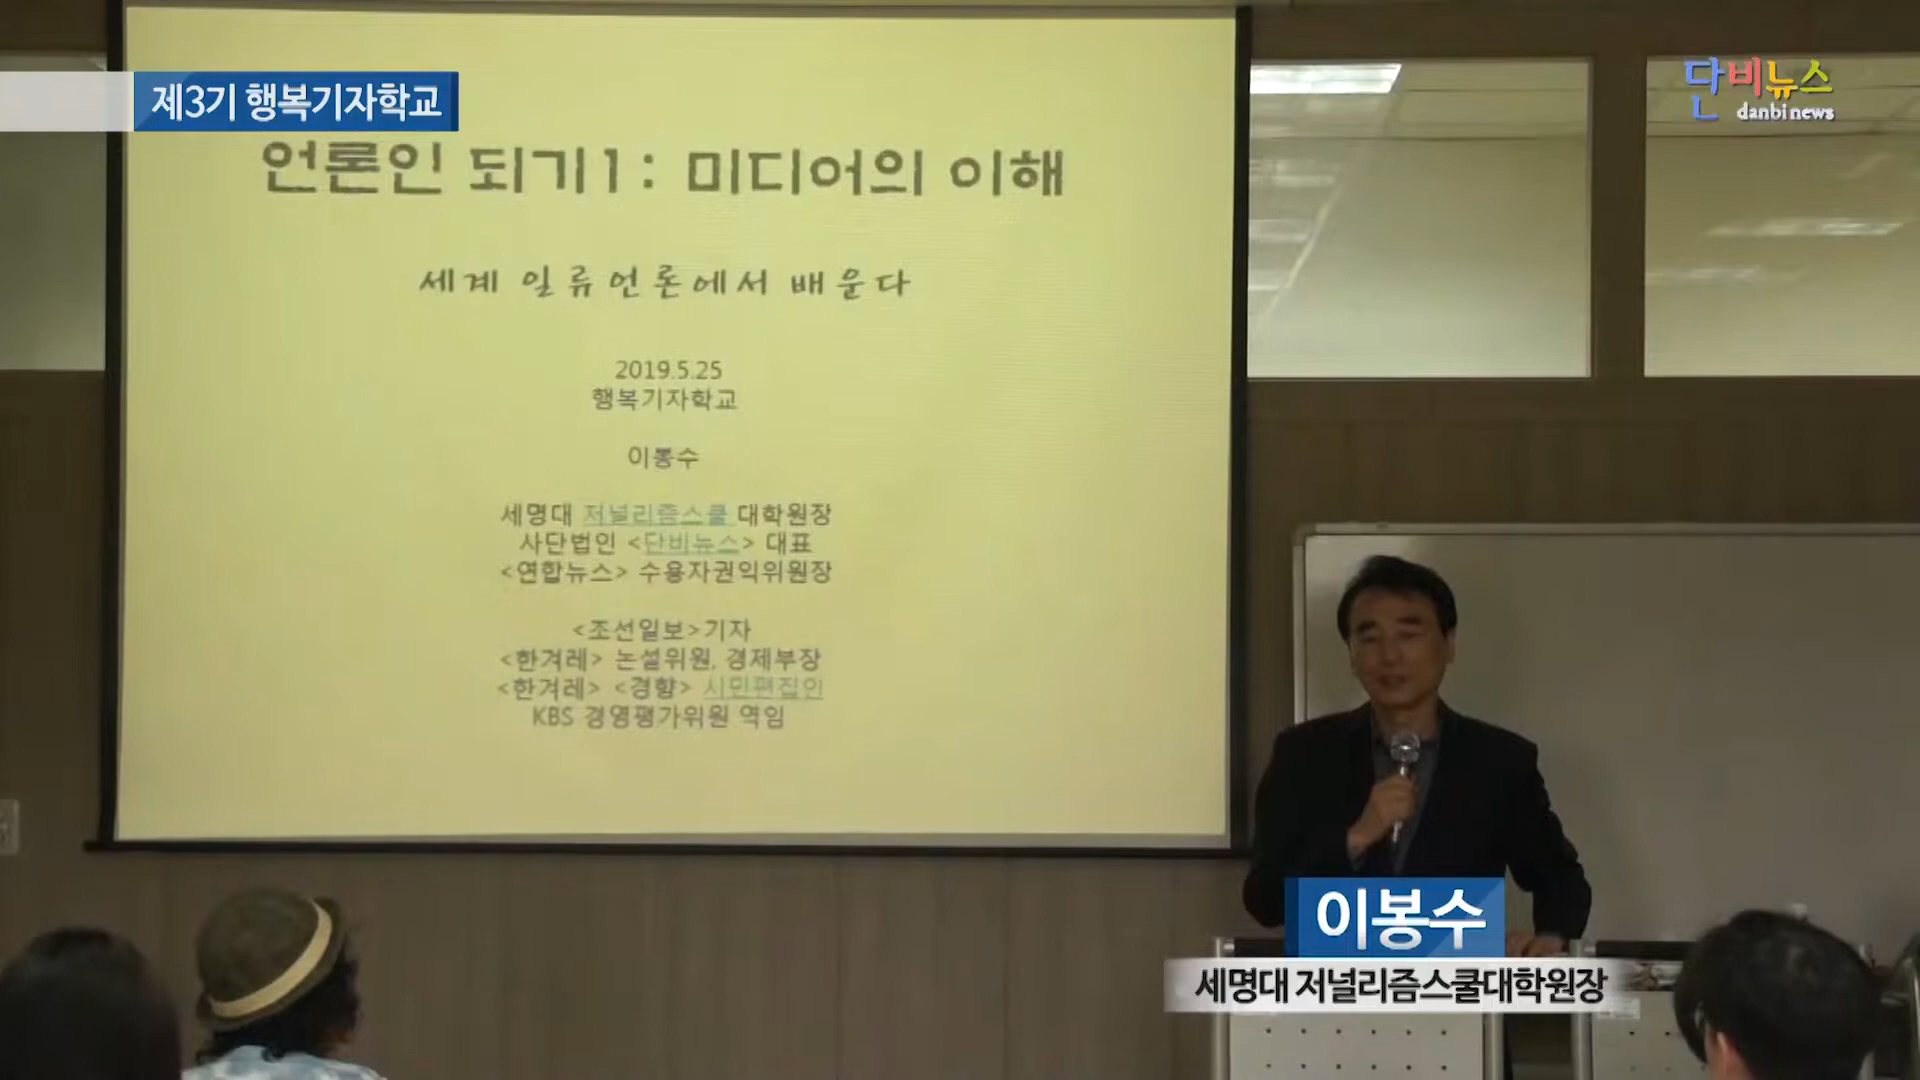 제3기 행복기자학교
단비뉴스
danbi news
언론인 되기1: 미디어의 이해
세계 일류언론에서 배운다
2019.5.25
행복기자학교
이봉수
세명대 저널리즘스쿨 대학원장
사단법인 <단비뉴스> 대표
<연합뉴스> 수용자권익위원장
<조선일보>기자
<한겨레> 논설위원, 경제부장
<한겨레> <경향> 시민편집인
KBS 경영평가위원 역임
이봉수
세명대 저널리즘스쿨대학원장